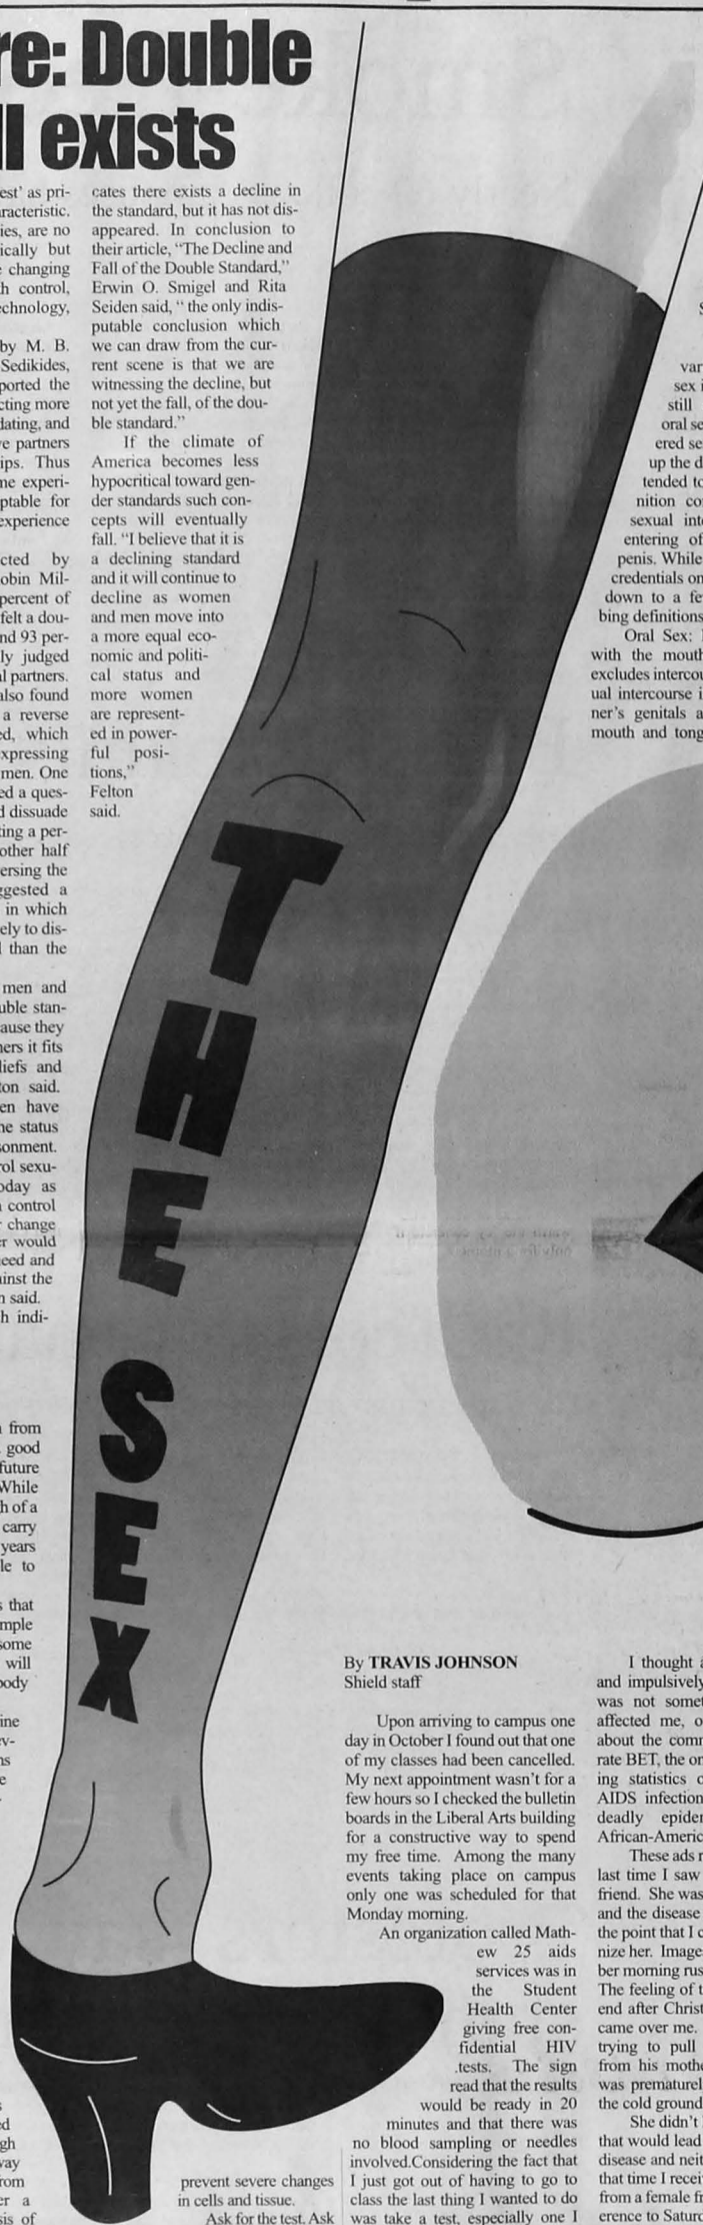 re: Double
ll exists
est' as pri-
aracteristic.
ies, are no
ically but
changing
h control,
echnology,
by M. B.
Sedikides,
ported the
cting more
dating, and
e partners
ips. Thus
ne experi-
ptable for
experience
cted by
obin Mil-
percent of
felt a dou-
nd 93 per-
ly judged
l partners.
also found
a reverse
ed, which
xpressing
men. One
ed a ques-
d dissuade
ting a per-
other half
ersing the
ggested a
in which
ely to dis-
l than the
men and
uble stan-
ause they
ners it fits
liefs and
ton said.
en have
he status
sonment.
rol sexu-
oday as
control
change
er would
eed and
inst the
n said.
h indi-
cates there exists a decline in
the standard, but it has not dis-
appeared. In conclusion to
their article, "The Decline and
Fall of the Double Standard,"
Erwin O. Smigel and Rita
Seiden said, " the only indis-
putable conclusion which
we can draw from the cur-
rent scene is that we are
witnessing the decline, but
not yet the fall, of the dou-
ble standard."
If the climate of
America becomes less
hypocritical toward gen-
der standards such con-
cepts will eventually
fall. "I believe that it is
a declining standard
and it will continue to
decline as women
and men move into
a more equal eco-
nomic and politi-
cal status and
more women
are represent-
ed in power-
ful posi-
tions,"
Felton
said.
THE SEX
var
sex i
still
oral se
ered se
up the d
tended to
nition co
sexual inte
entering of
penis. While
credentials on
down to a fe
bing definitions
Oral Sex:
with the mouth
excludes intercou
ual intercourse i
ner's genitals a
mouth and tong
from
good
future
While
h of a
carry
years
le to
that
mple
some
will
body
ine
ev-
ns
e
ed
gh
way
rom
er a
sis of
prevent severe changes
in cells and tissue.
Ask for the test. Ask
By TRAVIS JOHNSON
Shield staff
Upon arriving to campus one
day in October I found out that one
of my classes had been cancelled.
My next appointment wasn't for a
few hours so I checked the bulletin
boards in the Liberal Arts building
for a constructive way to spend
my free time. Among the many
events taking place on campus
only one was scheduled for that
Monday morning.
An organization called Math-
ew 25 aids
services was in
the Student
Health Center
giving free con-
fidential HIV
.tests. The sign
read that the results
would be ready in 20
minutes and that there was
no blood sampling or needles
involved.Considering the fact that
I just got out of having to go to
class the last thing I wanted to do
was take a test, especially one I
I thought a
and impulsively
was not somet
affected me, o
about the comm
rate BET, the on
ing statistics o
AIDS infection
deadly epider
African-Americ
These ads r
last time I saw
friend. She was
and the disease
the point that I c
nize her. Image
ber morning rus
The feeling of t
end after Christ
came over me.
trying to pull
from his mothe
was prematurel
the cold ground
She didn't
that would lead
disease and neit
that time I recei
from a female fr
erence to Saturd